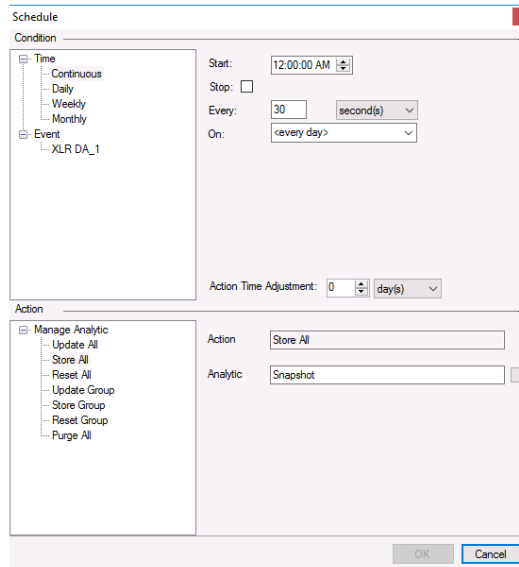 Schedule
Condition
Time
Continuous
Daily
Weekly
Monthly
Event
XLR DA_1
Start: 12:00:00 AM
Stop:
Every: 30 second(s)
On: <every day>
Action Time Adjustment: 0 day(s)
Action
Manage Analytic
Update All
Store All
Reset All
Update Group
Store Group
Reset Group
Purge All
Action Store All
Analytic Snapshot
OK Cancel